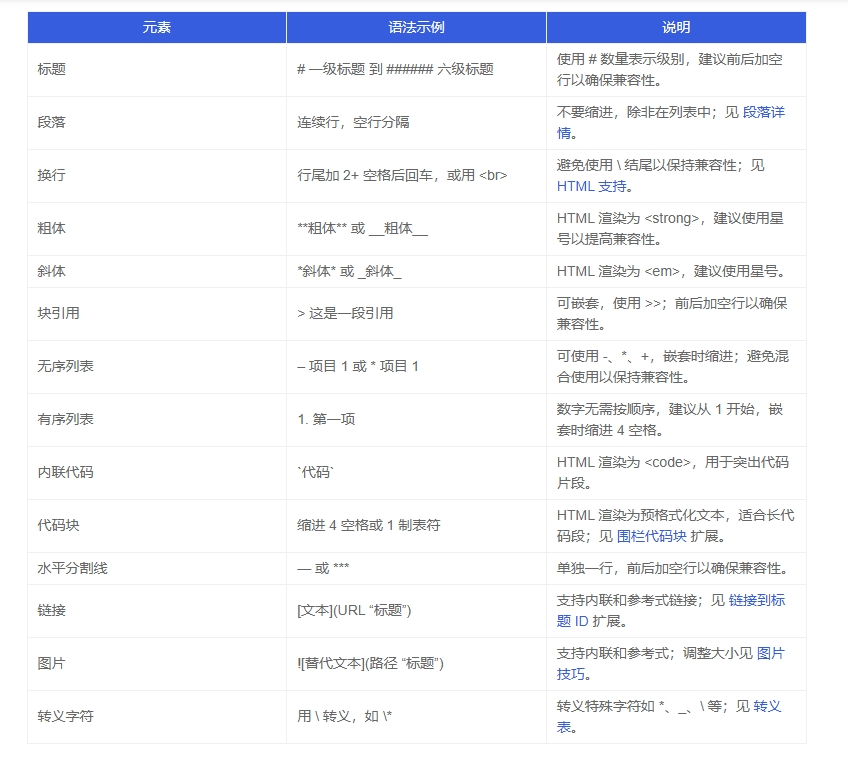 元素 语法示例 说明
标题 # 一级标题 到 ###### 六级标题 使用 # 数量表示级别，建议前后加空
行以确保兼容性。
段落 连续行，空行分隔 不要缩进，除非在列表中；见 段落详
情。
换行 行尾加 2+ 空格后回车，或用 <br> 避免使用 \ 结尾以保持兼容性；见
HTML 支持。
粗体 **粗体** 或 __粗体__ HTML 渲染为 <strong>，建议使用星
号以提高兼容性。
斜体 *斜体* 或 _斜体_ HTML 渲染为 <em>，建议使用星号。
块引用 > 这是一段引用 可嵌套，使用 >>；前后加空行以确保
兼容性。
无序列表 – 项目 1 或 * 项目 1 可使用 -、*、+，嵌套时缩进；避免混
合使用以保持兼容性。
有序列表 1. 第一项 数字无需按顺序，建议从 1 开始，嵌
套时缩进 4 空格。
内联代码 `代码` HTML 渲染为 <code>，用于突出代码
片段。
代码块 缩进 4 空格或 1 制表符 HTML 渲染为预格式化文本，适合长代
码段；见 围栏代码块 扩展。
水平分割线 — 或 *** 单独一行，前后加空行以确保兼容性。
链接 [文本](URL “标题”) 支持内联和参考式链接；见 链接到标
题 ID 扩展。
图片 ![替代文本](路径 “标题”) 支持内联和参考式；调整大小见 图片
技巧。
转义字符 用 \ 转义，如 \* 转义特殊字符如 *、_、\ 等；见 转义
表。